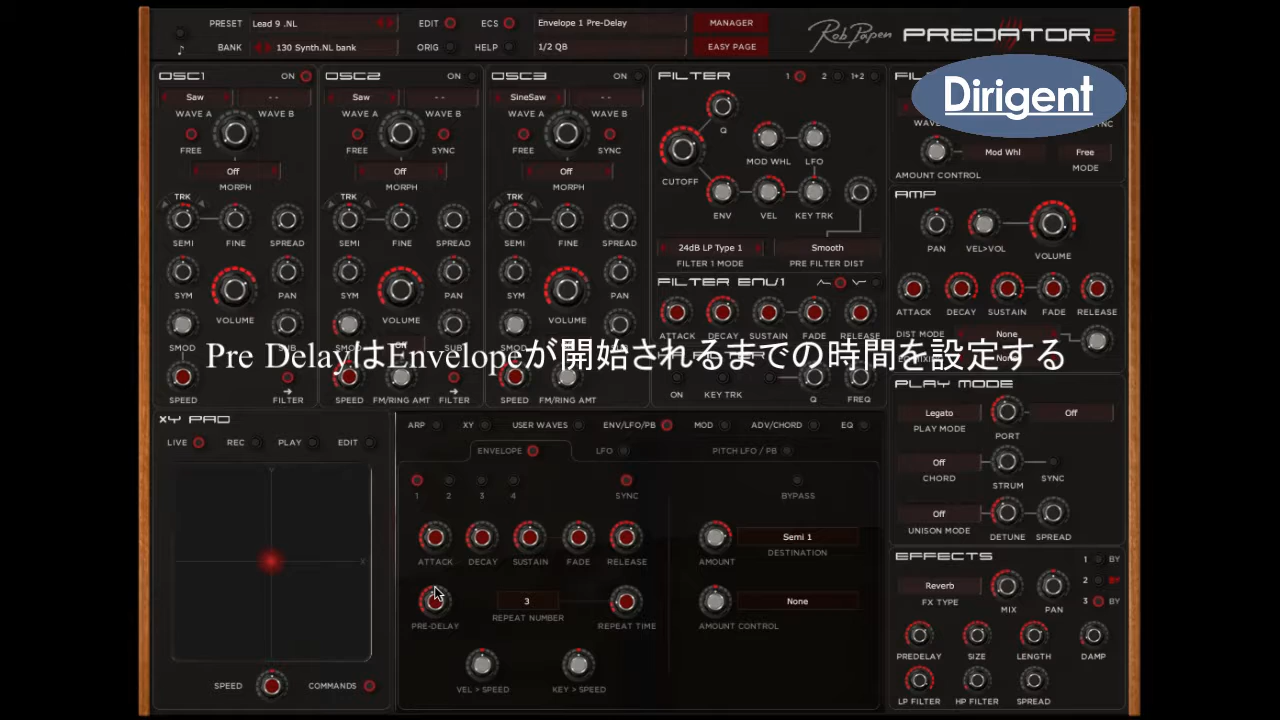 PRESET Lead 9 .NL EDIT ECS Envelope 1 Pre-Delay MANAGER
BANK 130 Synth.NL bank ORIG HELP 1/2 QB EASY PAGE
Rob Papen PREDATOR2
Dirigent
OSC1 ON
Saw - -
WAVE A WAVE B
FREE
Off
MORPH
TRK
SEMI FINE SPREAD
SYM PAN
VOLUME
SMOD SUB
SPEED FILTER
OSC2 ON
Saw - -
WAVE A WAVE B
FREE SYNC
Off
MORPH
TRK
SEMI FINE SPREAD
SYM PAN
VOLUME
SMOD SUB
SPEED FM/RING AMT FILTER
OSC3 ON
SineSaw - -
WAVE A WAVE B
FREE SYNC
Off
MORPH
TRK
SEMI FINE SPREAD
SYM PAN
VOLUME
SMOD SUB
SPEED FM/RING AMT
FILTER 1 2 1+2
Q
CUTOFF MOD WHL LFO
ENV VEL KEY TRK
24dB LP Type 1 Smooth
FILTER 1 MODE PRE FILTER DIST
FILTER ENV1
ATTACK DECAY SUSTAIN FADE RELEASE
ON KEY TRK Q FREQ
Mod Whl Free
AMOUNT CONTROL MODE
AMP
PAN VEL>VOL VOLUME
ATTACK DECAY SUSTAIN FADE RELEASE
DIST MODE None
Pre DelayはEnvelopeが開始されるまでの時間を設定する
PLAY MODE
Legato Off
PLAY MODE PORT
Off
CHORD STRUM SYNC
Off
UNISON MODE DETUNE SPREAD
XY PAD
LIVE REC PLAY EDIT
Y
X
SPEED COMMANDS
ARP XY USER WAVES ENV/LFO/PB MOD ADV/CHORD EQ
ENVELOPE LFO PITCH LFO / PB
1 2 3 4 SYNC BYPASS
Semi 1
ATTACK DECAY SUSTAIN FADE RELEASE AMOUNT DESTINATION
3 None
PRE-DELAY REPEAT NUMBER REPEAT TIME AMOUNT CONTROL
VEL > SPEED KEY > SPEED
EFFECTS 1 BY
2 BY
3 BY
Reverb
FX TYPE MIX PAN
PREDELAY SIZE LENGTH DAMP
LP FILTER HP FILTER SPREAD